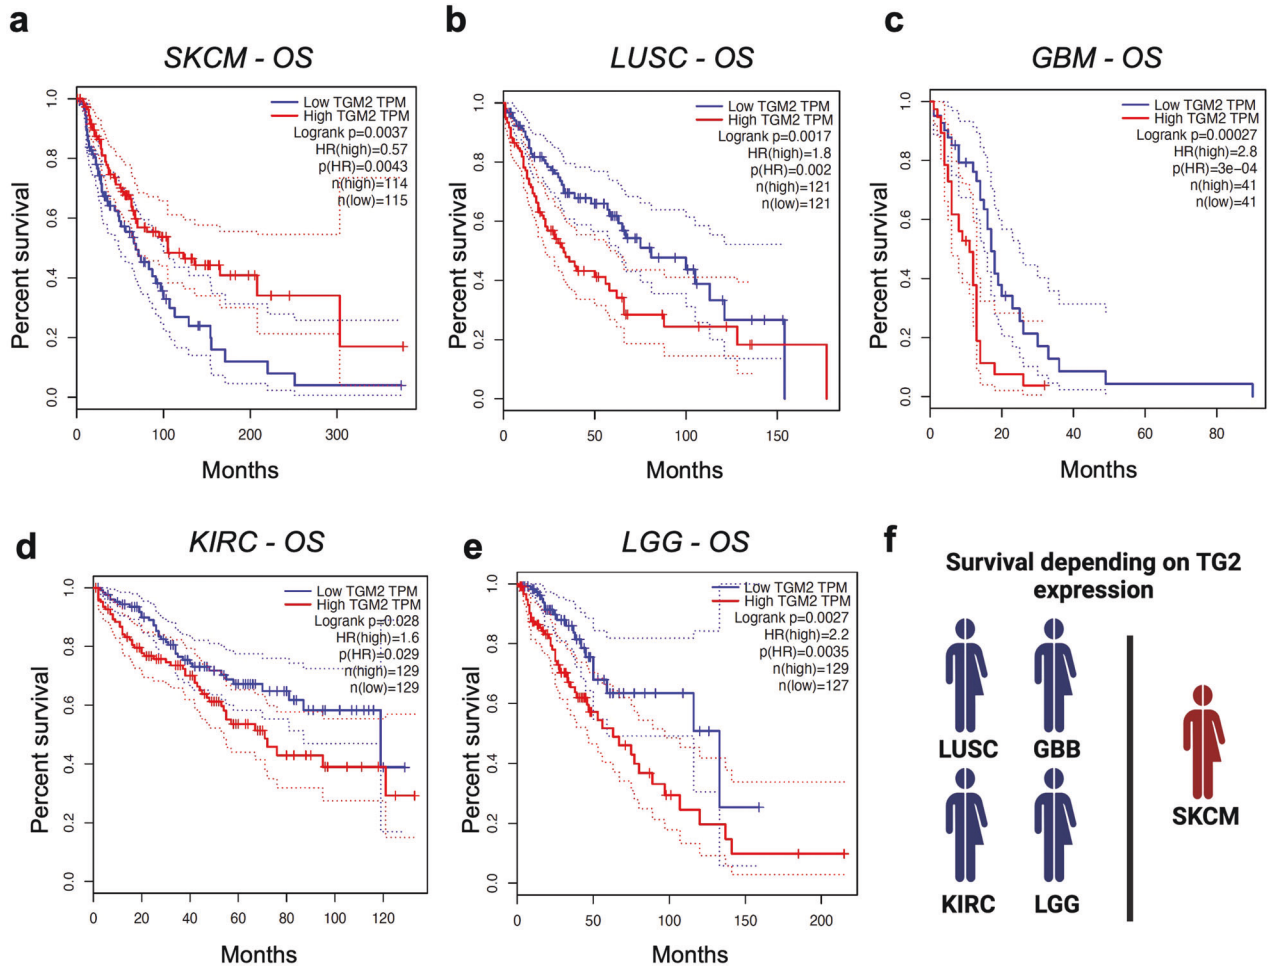 a
SKCM - OS
Percent survival
1.0
0.8
0.6
0.4
0.2
0.0
Low TGM2 TPM
High TGM2 TPM
Logrank p=0.0037
HR(high)=0.57
p(HR)=0.0043
n(high)=114
n(low)=115
0 100 200 300
Months
b
LUSC - OS
Percent survival
1.0
0.8
0.6
0.4
0.2
0.0
Low TGM2 TPM
High TGM2 TPM
Logrank p=0.0017
HR(high)=1.8
p(HR)=0.002
n(high)=121
n(low)=121
0 50 100 150
Months
c
GBM - OS
Percent survival
1.0
0.8
0.6
0.4
0.2
0.0
Low TGM2 TPM
High TGM2 TPM
Logrank p=0.00027
HR(high)=2.8
p(HR)=3e-04
n(high)=41
n(low)=41
0 20 40 60 80
Months
d
KIRC - OS
Percent survival
1.0
0.8
0.6
0.4
0.2
0.0
Low TGM2 TPM
High TGM2 TPM
Logrank p=0.028
HR(high)=1.6
p(HR)=0.029
n(high)=129
n(low)=129
0 20 40 60 80 100 120
Months
e
LGG - OS
Percent survival
1.0
0.8
0.6
0.4
0.2
0.0
Low TGM2 TPM
High TGM2 TPM
Logrank p=0.0027
HR(high)=2.2
p(HR)=0.0035
n(high)=129
n(low)=127
0 50 100 150 200
Months
f
Survival depending on TG2
expression
LUSC GBB
KIRC LGG
SKCM